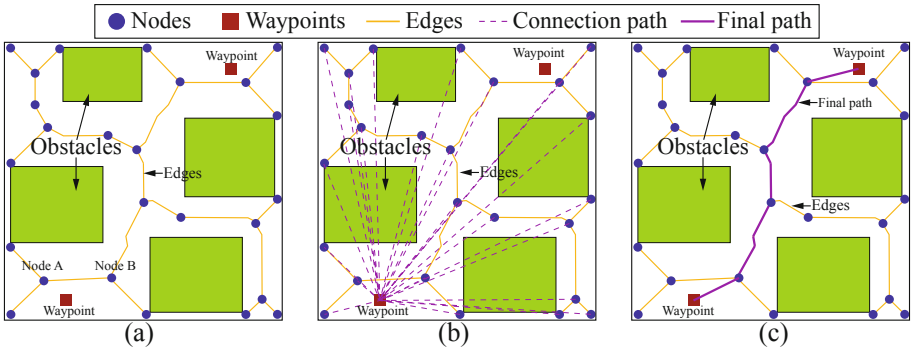 Nodes Waypoints Edges Connection path Final path
Waypoint
Obstacles
Edges
Node A Node B
Waypoint
(a)
Waypoint
Obstacles
Edges
Waypoint
(b)
Waypoint
Final path
Obstacles
Edges
Waypoint
(c)